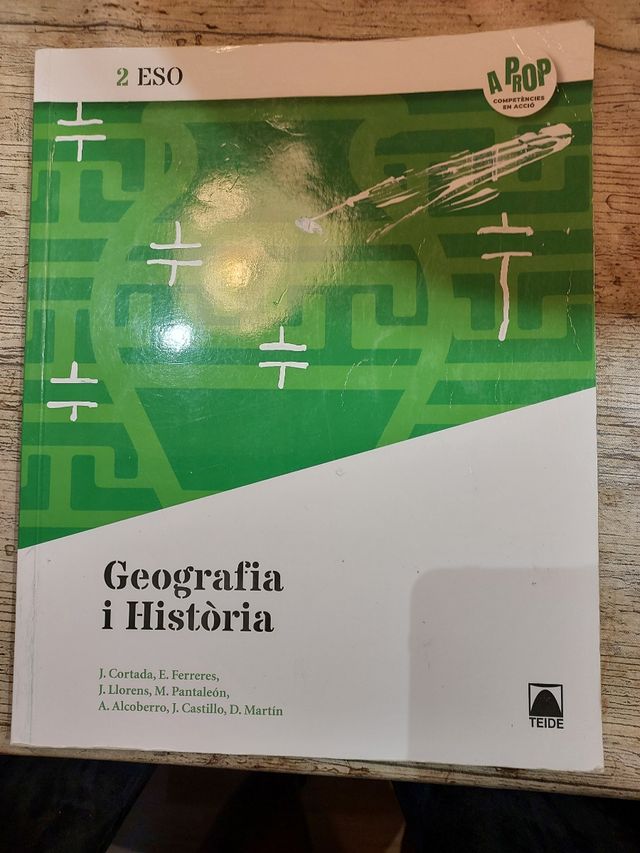 2 ESO
A PROP
COMPETÈNCIES
EN ACCIÓ
Geografia
i Història
J. Cortada, E. Ferreres,
J. Llorens, M. Pantaleón,
A. Alcoberro, J. Castillo, D. Martín
TEIDE